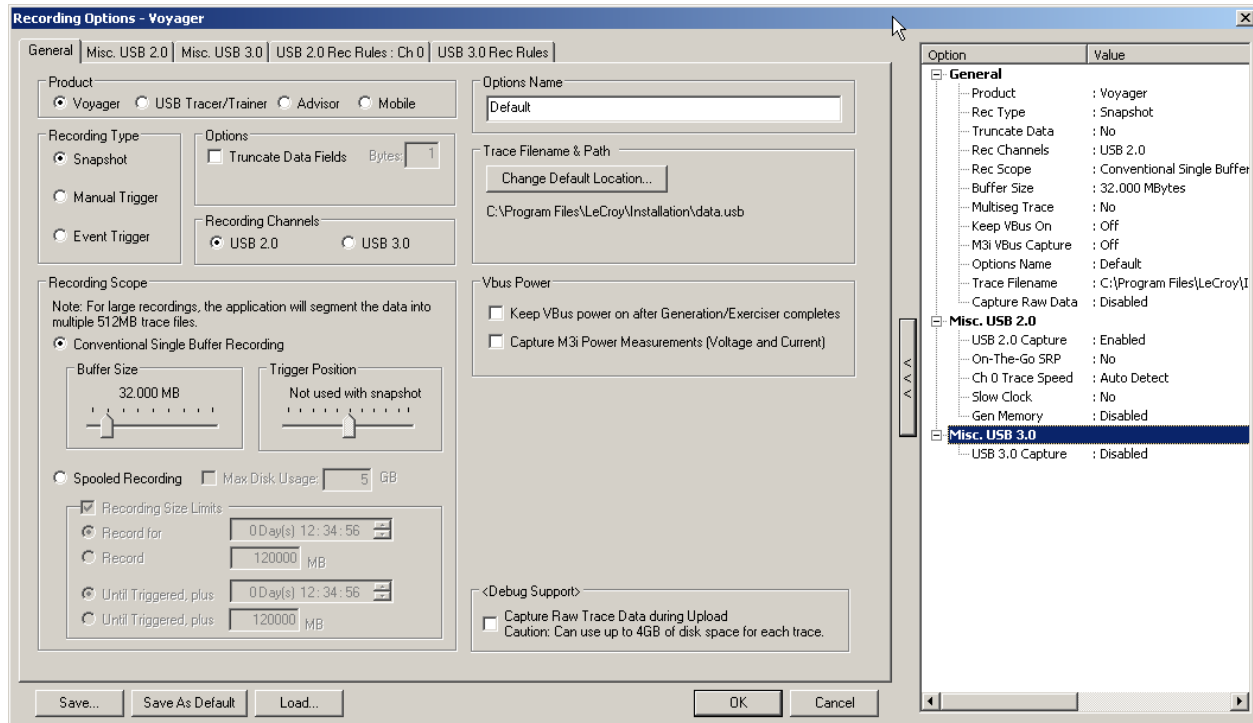 Recording Options - Voyager
General
Misc. USB 2.0
Misc. USB 3.0
USB 2.0 Rec Rules : Ch 0
USB 3.0 Rec Rules
Product
Voyager
USB Tracer/Trainer
Advisor
Mobile
Recording Type
Snapshot
Manual Trigger
Event Trigger
Options
Truncate Data Fields
Bytes: 1
Recording Channels
USB 2.0
USB 3.0
Recording Scope
Note: For large recordings, the application will segment the data into
multiple 512MB trace files.
Conventional Single Buffer Recording
Buffer Size
32.000 MB
Trigger Position
Not used with snapshot
Spooled Recording
Max Disk Usage: 5 GB
Recording Size Limits
Record for 0 Day(s) 12: 34: 56
Record 120000 MB
Until Triggered, plus 0 Day(s) 12: 34: 56
Until Triggered, plus 120000 MB
Options Name
Default
Trace Filename & Path
Change Default Location...
C:\Program Files\LeCroy\Installation\data.usb
Vbus Power
Keep VBus power on after Generation/Exerciser completes
Capture M3i Power Measurements (Voltage and Current)
<Debug Support>
Capture Raw Trace Data during Upload
Caution: Can use up to 4GB of disk space for each trace.
Save...
Save As Default
Load...
OK
Cancel
<<<
Option Value
General
Product : Voyager
Rec Type : Snapshot
Truncate Data : No
Rec Channels : USB 2.0
Rec Scope : Conventional Single Buffer
Buffer Size : 32.000 MBytes
Multiseg Trace : No
Keep VBus On : Off
M3i VBus Capture : Off
Options Name : Default
Trace Filename : C:\Program Files\LeCroy\I
Capture Raw Data : Disabled
Misc. USB 2.0
USB 2.0 Capture : Enabled
On-The-Go SRP : No
Ch 0 Trace Speed : Auto Detect
Slow Clock : No
Gen Memory : Disabled
Misc. USB 3.0
USB 3.0 Capture : Disabled